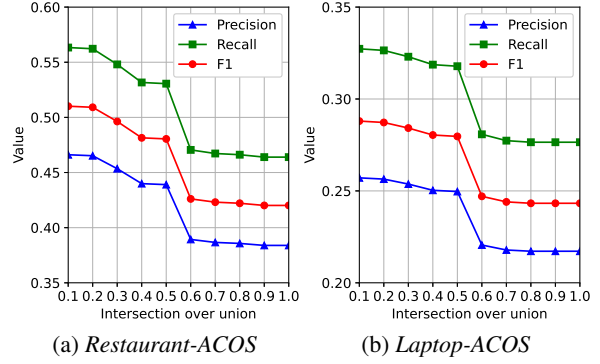 0.60
0.55
0.50
0.45
0.40
0.35
Value
Precision
Recall
F1
0.1 0.2 0.3 0.4 0.5 0.6 0.7 0.8 0.9 1.0
Intersection over union
(a) Restaurant-ACOS
0.35
0.30
0.25
0.20
Value
Precision
Recall
F1
0.1 0.2 0.3 0.4 0.5 0.6 0.7 0.8 0.9 1.0
Intersection over union
(b) Laptop-ACOS